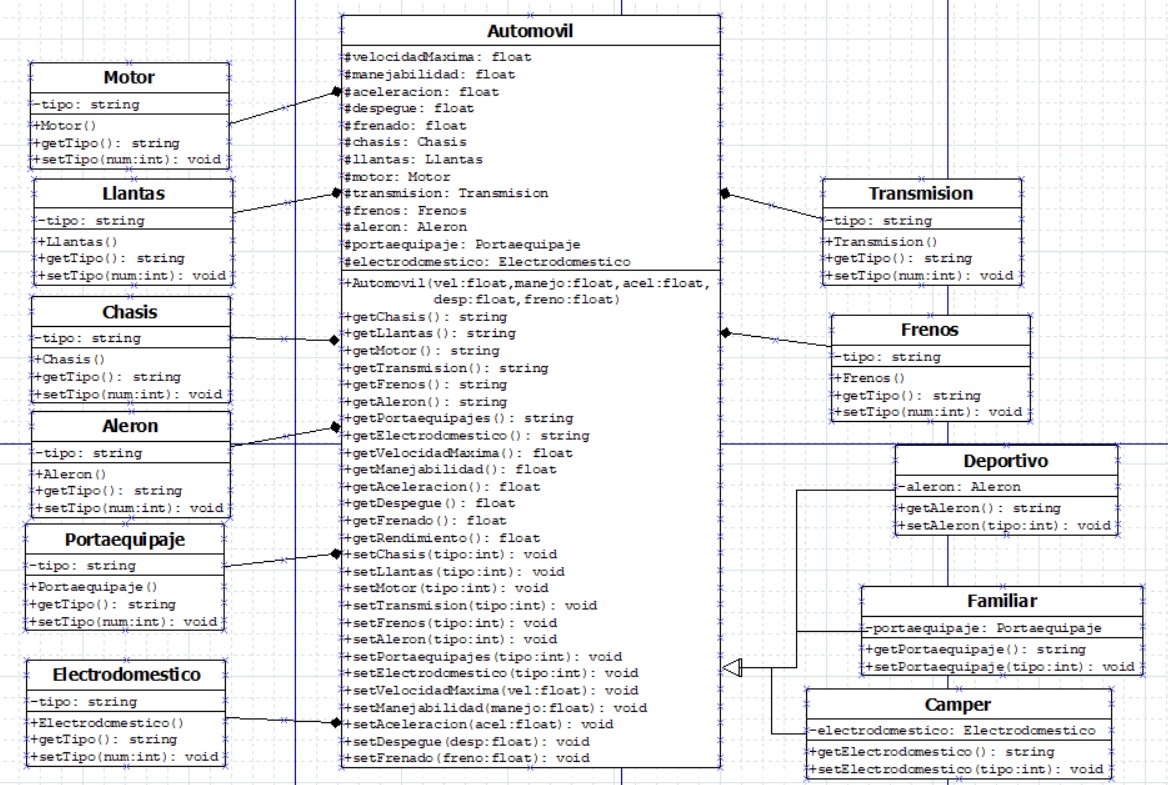 Automovil
#velocidadMaxima: float
#manejabilidad: float
#aceleracion: float
#despegue: float
#frenado: float
#chasis: Chasis
#llantas: Llantas
#motor: Motor
#transmision: Transmision
#frenos: Frenos
#aleron: Aleron
#portaequipaje: Portaequipaje
#electrodomestico: Electrodomestico
+Automovil(vel:float,manejo:float,acel:float,
desp:float,freno:float)
+getChasis(): string
+getLlantas(): string
+getMotor(): string
+getTransmision(): string
+getFrenos(): string
+getAleron(): string
+getPortaequipajes(): string
+getElectrodomestico(): string
+getVelocidadMaxima(): float
+getManejabilidad(): float
+getAceleracion(): float
+getDespegue(): float
+getFrenado(): float
+getRendimiento(): float
+setChasis(tipo:int): void
+setLlantas(tipo:int): void
+setMotor(tipo:int): void
+setTransmision(tipo:int): void
+setFrenos(tipo:int): void
+setAleron(tipo:int): void
+setPortaequipajes(tipo:int): void
+setElectrodomestico(tipo:int): void
+setVelocidadMaxima(vel:float): void
+setManejabilidad(manejo:float): void
+setAceleracion(acel:float): void
+setDespegue(desp:float): void
+setFrenado(freno:float): void
Motor
-tipo: string
+Motor()
+getTipo(): string
+setTipo(num:int): void
Llantas
-tipo: string
+Llantas()
+getTipo(): string
+setTipo(num:int): void
Chasis
-tipo: string
+Chasis()
+getTipo(): string
+setTipo(num:int): void
Aleron
-tipo: string
+Aleron()
+getTipo(): string
+setTipo(num:int): void
Portaequipaje
-tipo: string
+Portaequipaje()
+getTipo(): string
+setTipo(num:int): void
Electrodomestico
-tipo: string
+Electrodomestico()
+getTipo(): string
+setTipo(num:int): void
Transmision
-tipo: string
+Transmision()
+getTipo(): string
+setTipo(num:int): void
Frenos
-tipo: string
+Frenos()
+getTipo(): string
+setTipo(num:int): void
Deportivo
-aleron: Aleron
+getAleron(): string
+setAleron(tipo:int): void
Familiar
-portaequipaje: Portaequipaje
+getPortaequipaje(): string
+setPortaequipaje(tipo:int): void
Camper
-electrodomestico: Electrodomestico
+getElectrodomestico(): string
+setElectrodomestico(tipo:int): void